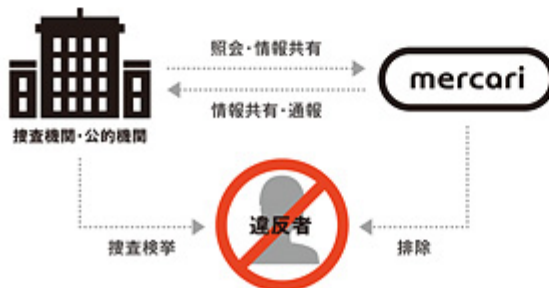 照会・情報共有
mercari
情報共有・通報
捜査機関・公的機関
違反者
捜査検挙
排除